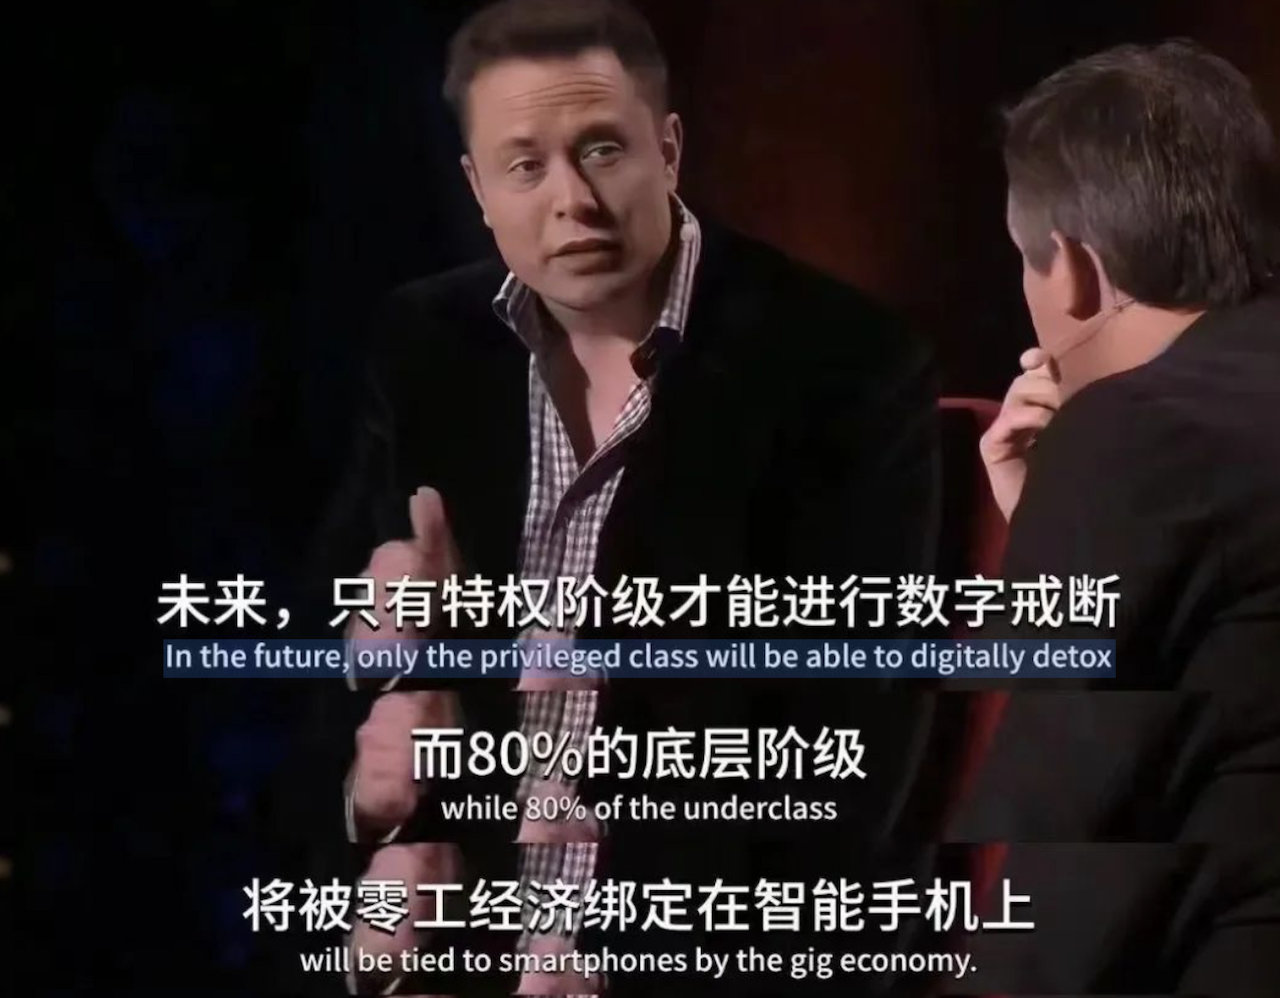 未来，只有特权阶级才能进行数字戒断
In the future, only the privileged class will be able to digitally detox
而80%的底层阶级
while 80% of the underclass
将被零工经济绑定在智能手机上
will be tied to smartphones by the gig economy.